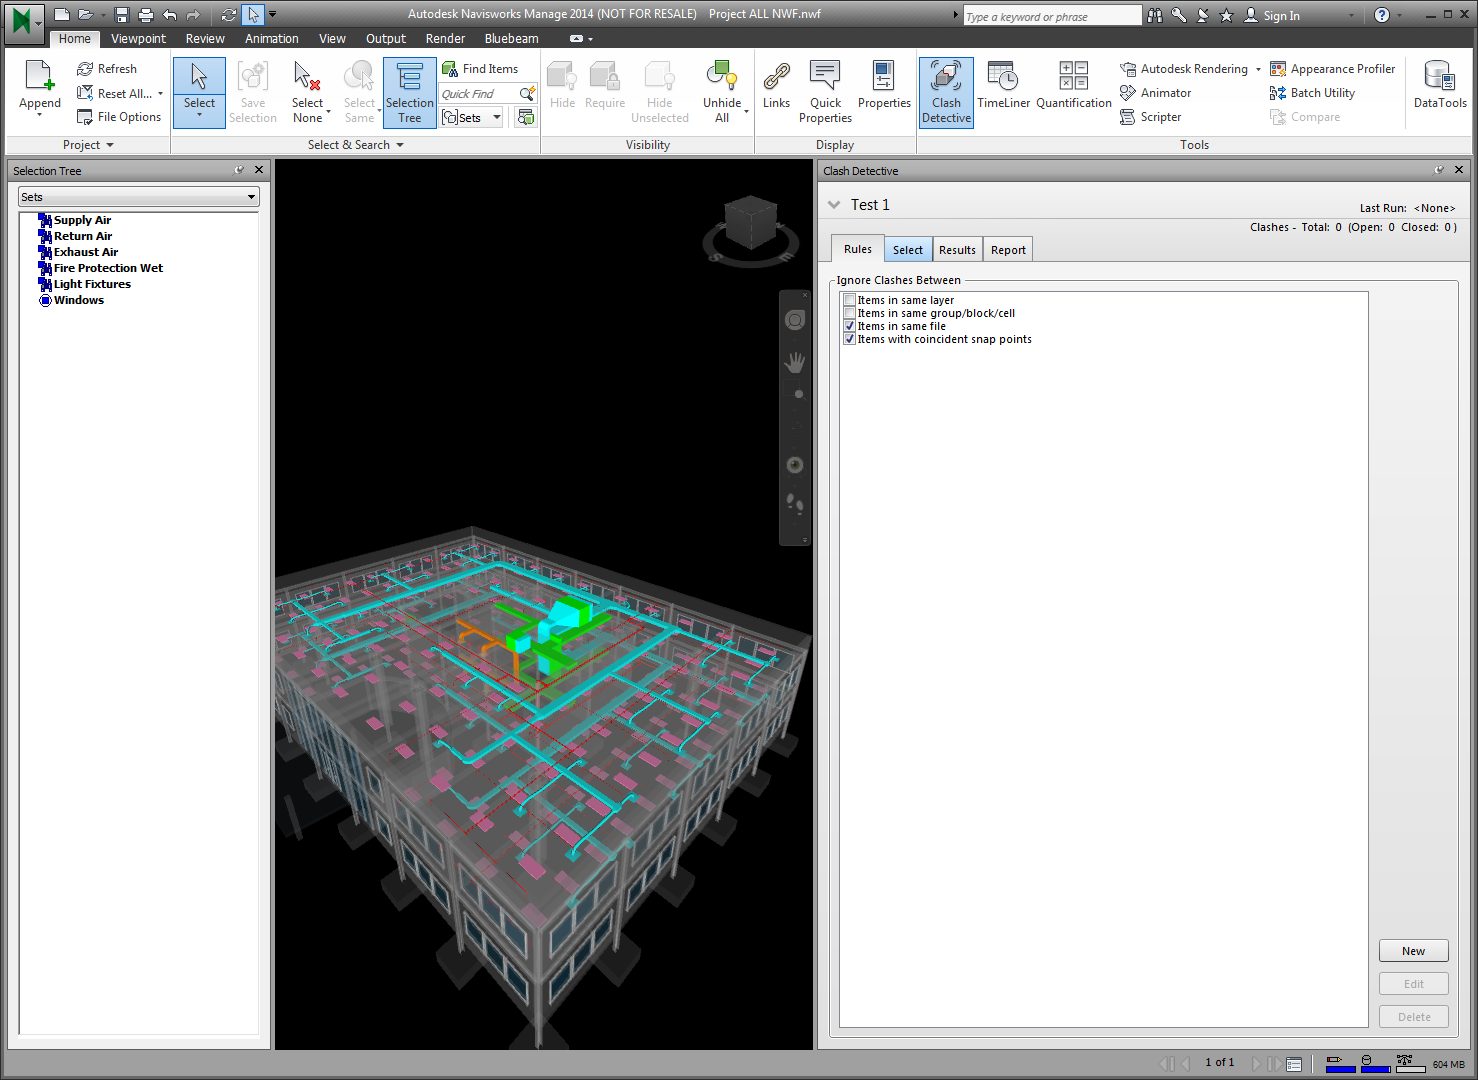 Autodesk Navisworks Manage 2014 (NOT FOR RESALE) Project ALL NWF.nwf
Type a keyword or phrase
Sign In
Home Viewpoint Review Animation View Output Render Bluebeam
Append
Refresh
Reset All...
File Options
Project
Select
Save Selection
Select None
Select Same
Selection Tree
Find Items
Quick Find
Sets
Select & Search
Hide
Require
Hide Unselected
Unhide All
Visibility
Links
Quick Properties
Properties
Display
Clash Detective
TimeLiner
Quantification
Autodesk Rendering
Animator
Scripter
Appearance Profiler
Batch Utility
Compare
Tools
DataTools
Selection Tree
Sets
Supply Air
Return Air
Exhaust Air
Fire Protection Wet
Light Fixtures
Windows
S E
Clash Detective
Test 1
Last Run: <None>
Clashes - Total: 0 (Open: 0 Closed: 0 )
Rules Select Results Report
Ignore Clashes Between
Items in same layer
Items in same group/block/cell
Items in same file
Items with coincident snap points
New
Edit
Delete
1 of 1
604 MB